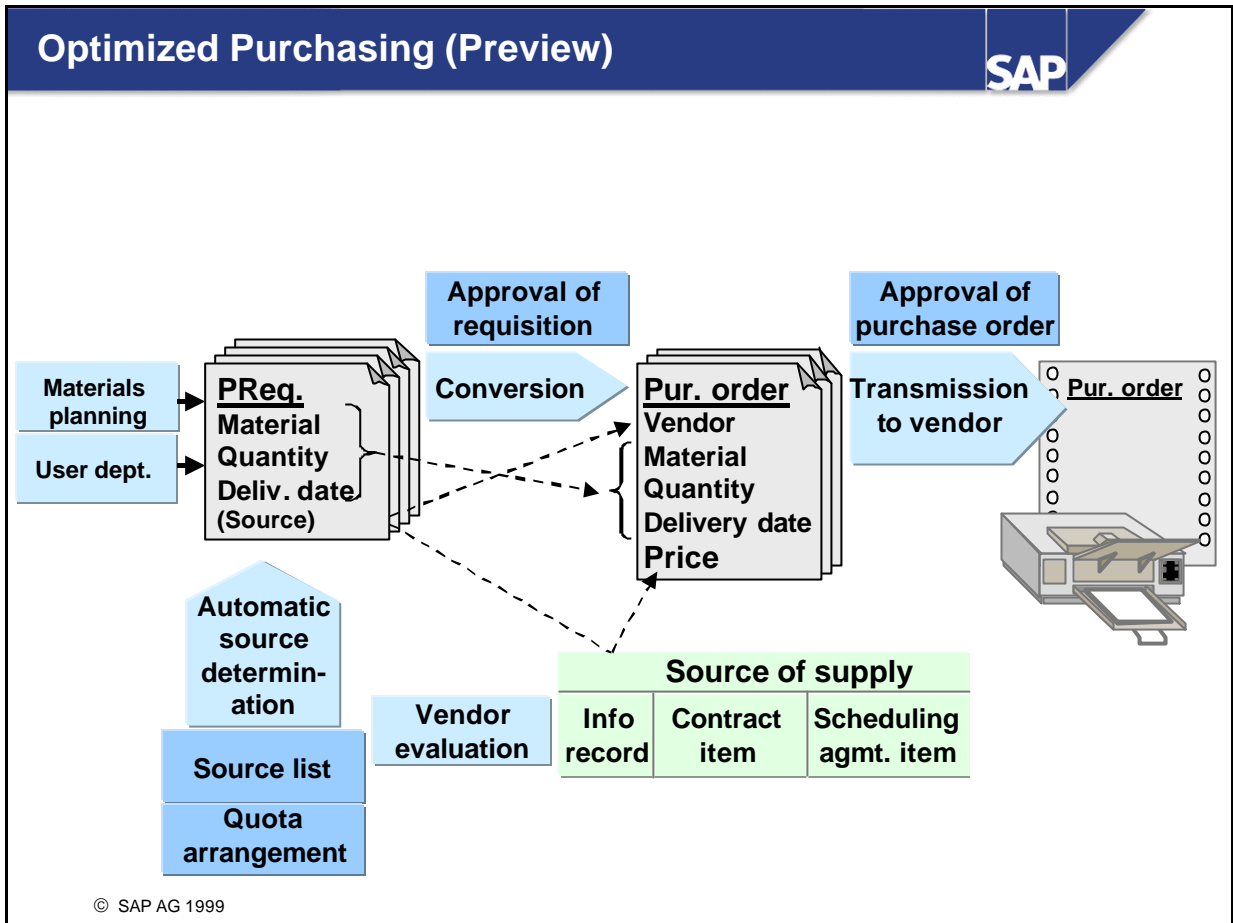 Optimized Purchasing (Preview)
SAP
Approval of
requisition
Approval of
purchase order
Materials
planning
User dept.
PReq.
Material
Quantity
Deliv. date
(Source)
Conversion
Pur. order
Vendor
Material
Quantity
Delivery date
Price
Transmission
to vendor
Pur. order
Automatic
source
determin-
ation
Source list
Quota
arrangement
Vendor
evaluation
Source of supply
Info
record
Contract
item
Scheduling
agmt. item
© SAP AG 1999